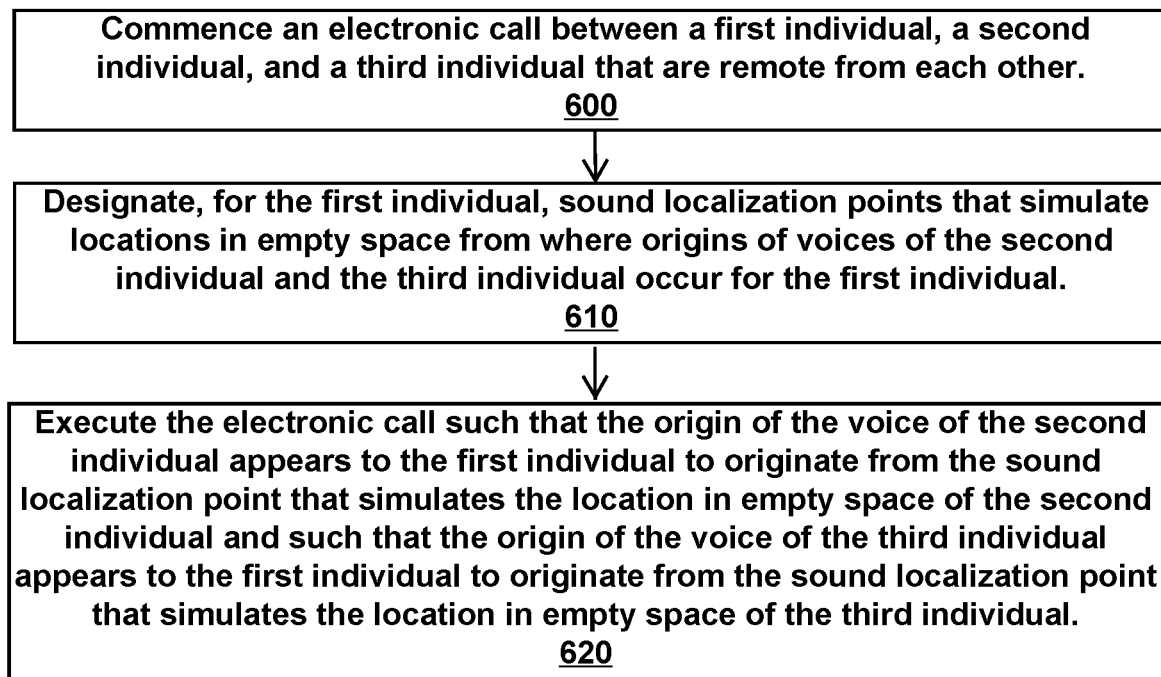 Commence an electronic call between a first individual, a second
individual, and a third individual that are remote from each other.
600
Designate, for the first individual, sound localization points that simulate
locations in empty space from where origins of voices of the second
individual and the third individual occur for the first individual.
610
Execute the electronic call such that the origin of the voice of the second
individual appears to the first individual to originate from the sound
localization point that simulates the location in empty space of the second
individual and such that the origin of the voice of the third individual
appears to the first individual to originate from the sound localization point
that simulates the location in empty space of the third individual.
620